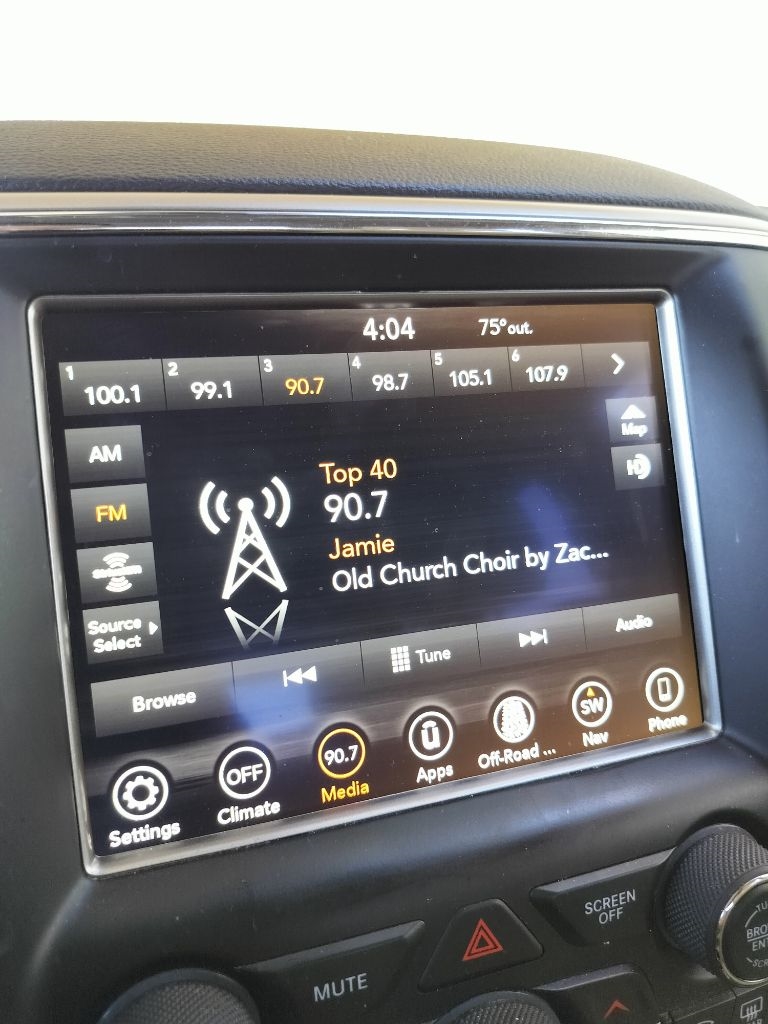 4:04 75° out.
1 100.1 2 99.1 3 90.7 4 98.7 5 105.1 6 107.9 >
AM
Map
FM
HD
Top 40
90.7
Jamie
Old Church Choir by Zac...
Source
Select
Browse Tune Audio
OFF 90.7 SW
Settings Climate Media Apps Off-Road ... Nav Phone
SCREEN
OFF
MUTE